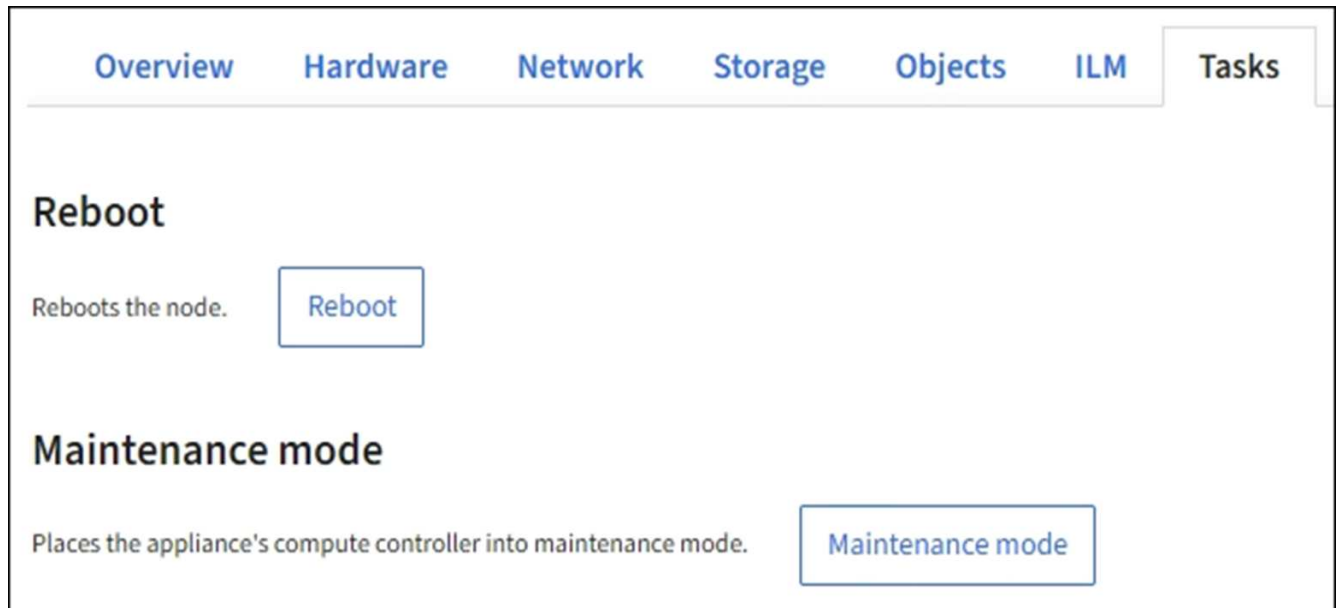 Overview Hardware Network Storage Objects ILM Tasks
Reboot
Reboots the node. Reboot
Maintenance mode
Places the appliance's compute controller into maintenance mode. Maintenance mode